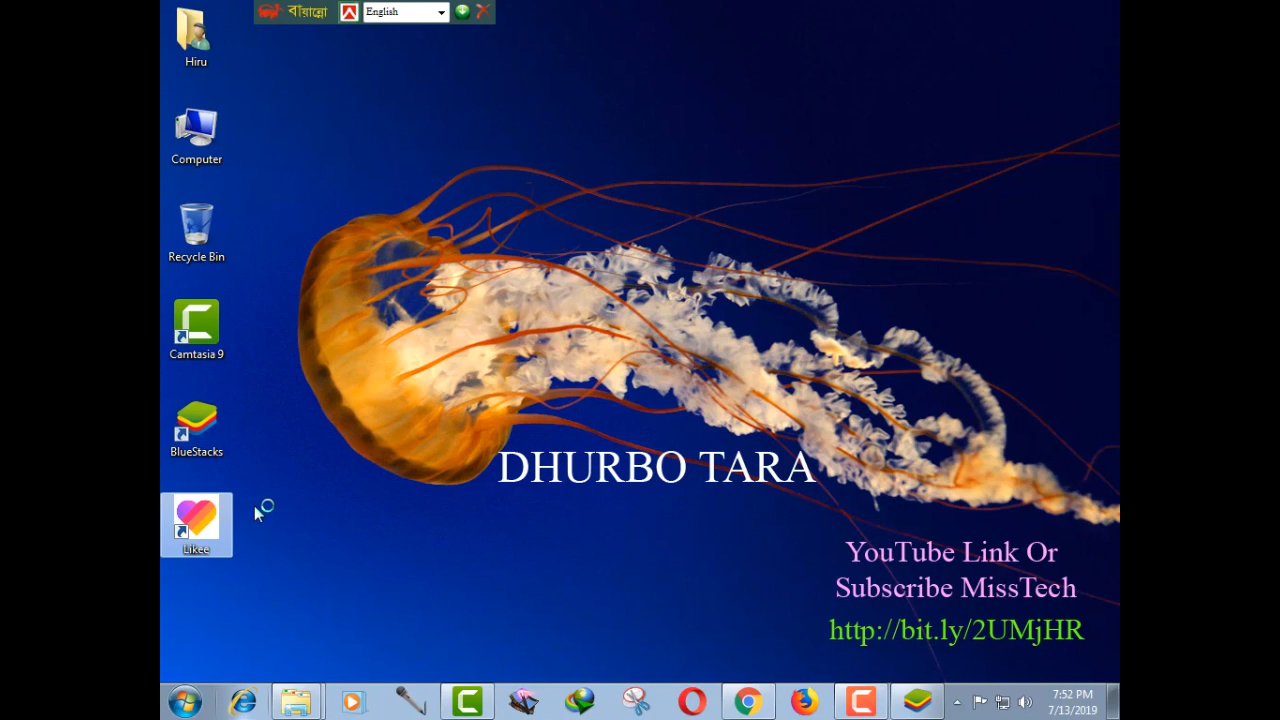 বায়ান্নো
English
Hiru
Computer
Recycle Bin
Camtasia 9
BlueStacks
Likee
DHURBO TARA
YouTube Link Or
Subscribe MissTech
http://bit.ly/2UMjHR
7:52 PM
7/13/2019